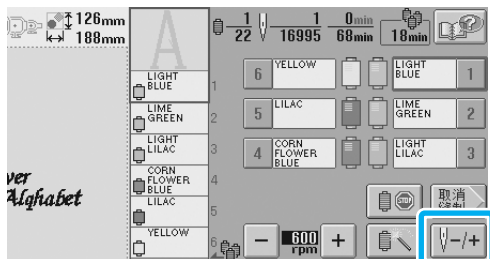 126mm
188mm
A
LIGHT
BLUE
1
LIME
GREEN
2
LIGHT
LILAC
3
CORN
FLOWER
BLUE
4
LILAC
5
YELLOW
6
ver
Alphabet
1
22
1
16995
0min
68min
18min
6
YELLOW
LIGHT
BLUE
1
5
LILAC
LIME
GREEN
2
4
CORN
FLOWER
BLUE
LIGHT
LILAC
3
取消
− 600
rpm +
−/+